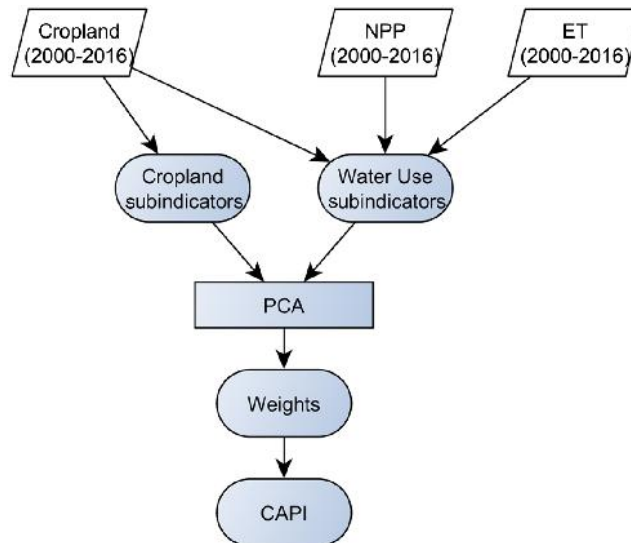 Cropland
(2000-2016)
NPP
(2000-2016)
ET
(2000-2016)
Cropland
subindicators
Water Use
subindicators
PCA
Weights
CAPI